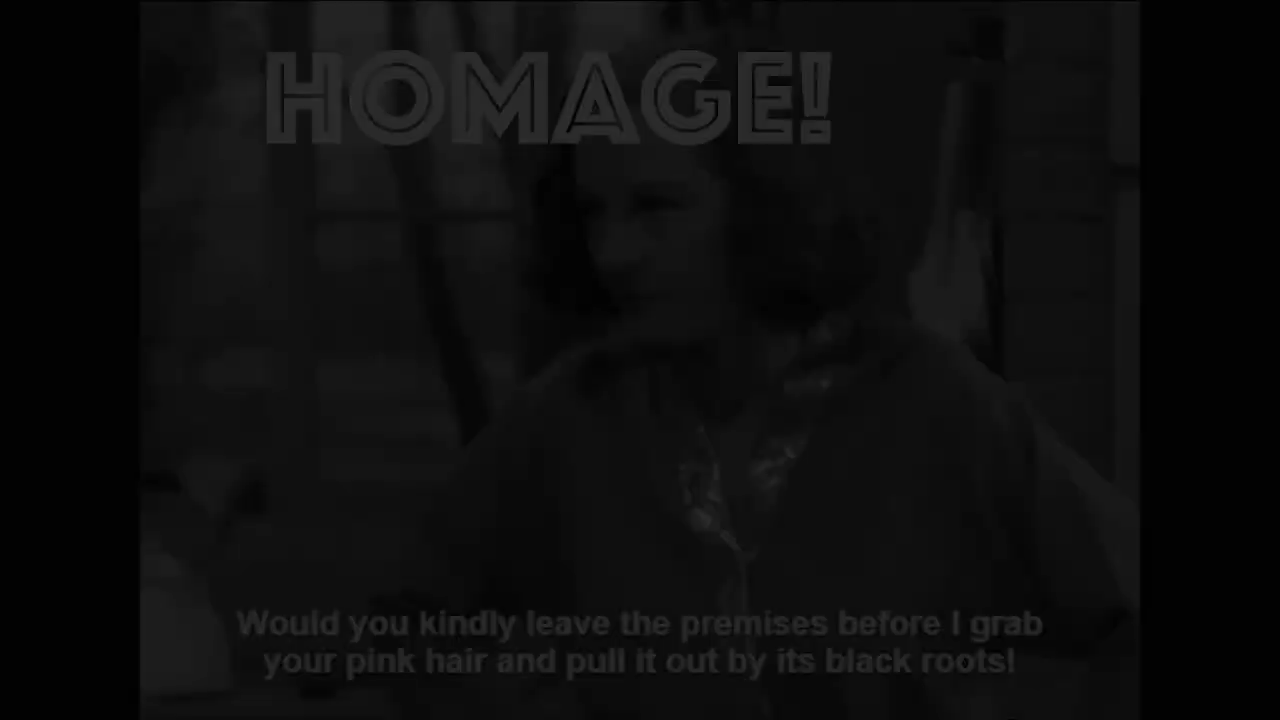 HOMAGE!
Would you kindly leave the premises before I grab
your pink hair and pull it out by its black roots!